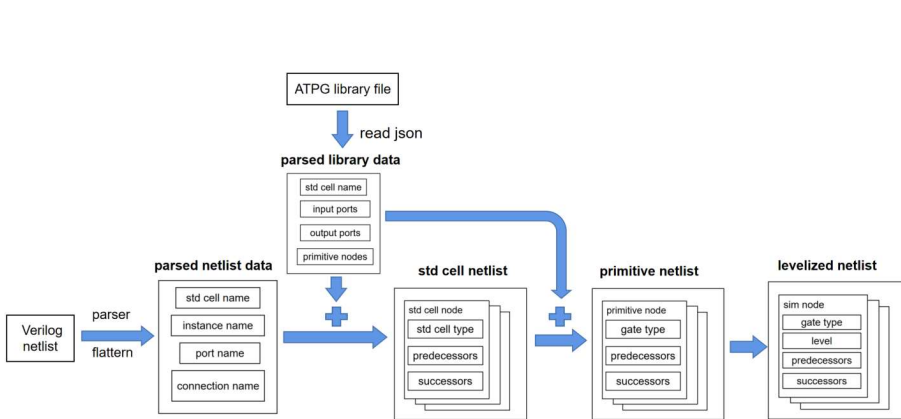 ATPG library file
read json
parsed library data
std cell name
input ports
output ports
primitive nodes
parsed netlist data
std cell name
instance name
port name
connection name
Verilog
netlist
parser
flattern
std cell netlist
std cell node
std cell type
predecessors
successors
primitive netlist
primitive node
gate type
predecessors
successors
levelized netlist
sim node
gate type
level
predecessors
successors